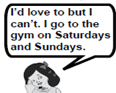 I'd love to but I
can't. I go to the
gym on Saturdays
and Sundays.